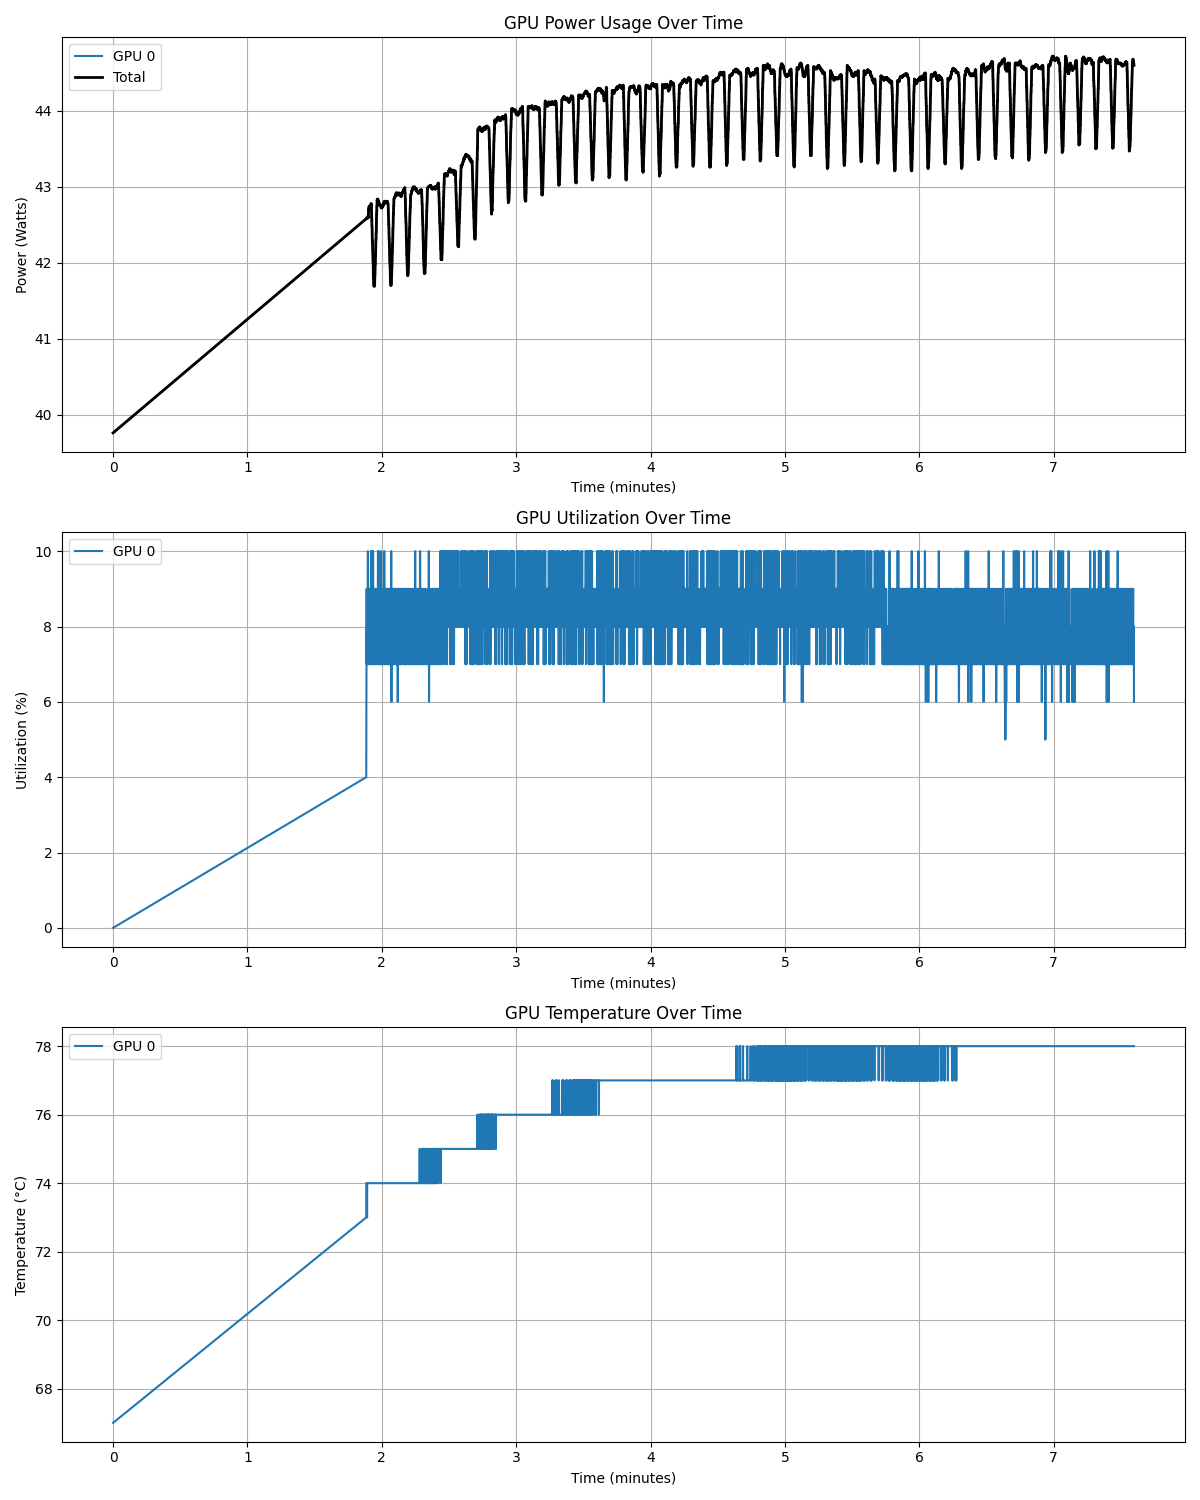 GPU Power Usage Over Time
GPU 0
Total
44
43
42
41
40
Power (Watts)
0 1 2 3 4 5 6 7
Time (minutes)
GPU Utilization Over Time
GPU 0
10
8
6
4
2
0
Utilization (%)
0 1 2 3 4 5 6 7
Time (minutes)
GPU Temperature Over Time
GPU 0
78
76
74
72
70
68
Temperature (°C)
0 1 2 3 4 5 6 7
Time (minutes)